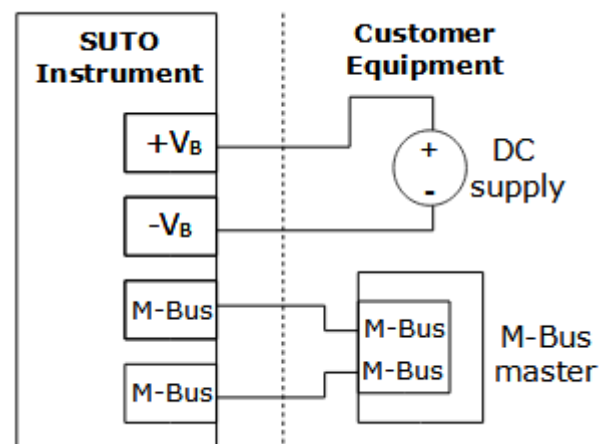 SUTO
Instrument
Customer
Equipment
+VB
+
-
DC
supply
-VB
M-Bus
M-Bus
M-Bus
M-Bus
M-Bus
master